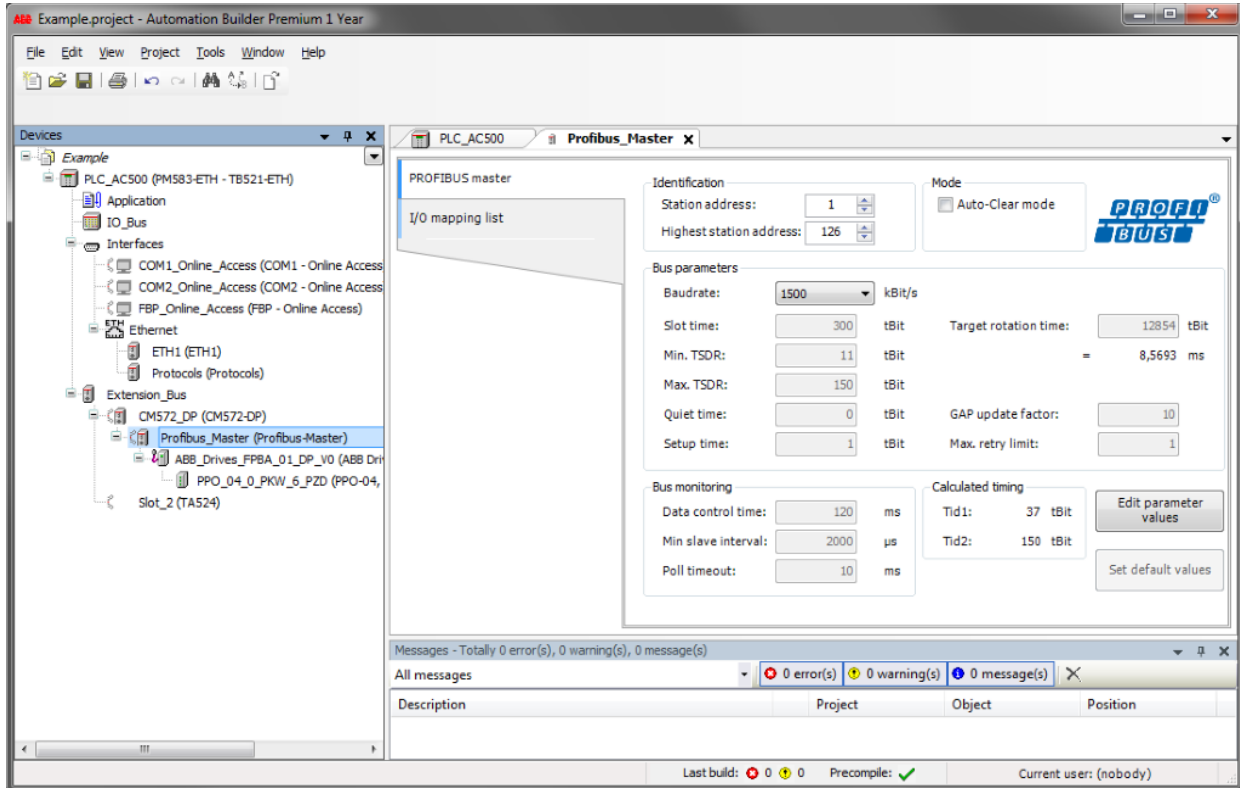 ABB Example.project - Automation Builder Premium 1 Year
File Edit View Project Tools Window Help
Devices
Example
PLC_AC500 (PM583-ETH - TB521-ETH)
Application
IO_Bus
Interfaces
COM1_Online_Access (COM1 - Online Access
COM2_Online_Access (COM2 - Online Access
FBP_Online_Access (FBP - Online Access)
ETH Ethernet
ETH1 (ETH1)
Protocols (Protocols)
Extension_Bus
CM572_DP (CM572-DP)
Profibus_Master (Profibus-Master)
ABB_Drives_FPBA_01_DP_V0 (ABB Dri
PPO_04_0_PKW_6_PZD (PPO-04,
Slot_2 (TA524)
PLC_AC500 Profibus_Master
PROFIBUS master
I/O mapping list
Identification
Station address: 1
Highest station address: 126
Mode
Auto-Clear mode
PROFI®
BUS
Bus parameters
Baudrate: 1500 kBit/s
Slot time: 300 tBit Target rotation time: 12854 tBit
Min. TSDR: 11 tBit = 8,5693 ms
Max. TSDR: 150 tBit
Quiet time: 0 tBit GAP update factor: 10
Setup time: 1 tBit Max. retry limit: 1
Bus monitoring
Data control time: 120 ms
Min slave interval: 2000 µs
Poll timeout: 10 ms
Calculated timing
Tid1: 37 tBit
Tid2: 150 tBit
Edit parameter
values
Set default values
Messages - Totally 0 error(s), 0 warning(s), 0 message(s)
All messages 0 error(s) 0 warning(s) 0 message(s)
Description Project Object Position
Last build: 0 0 Precompile: Current user: (nobody)